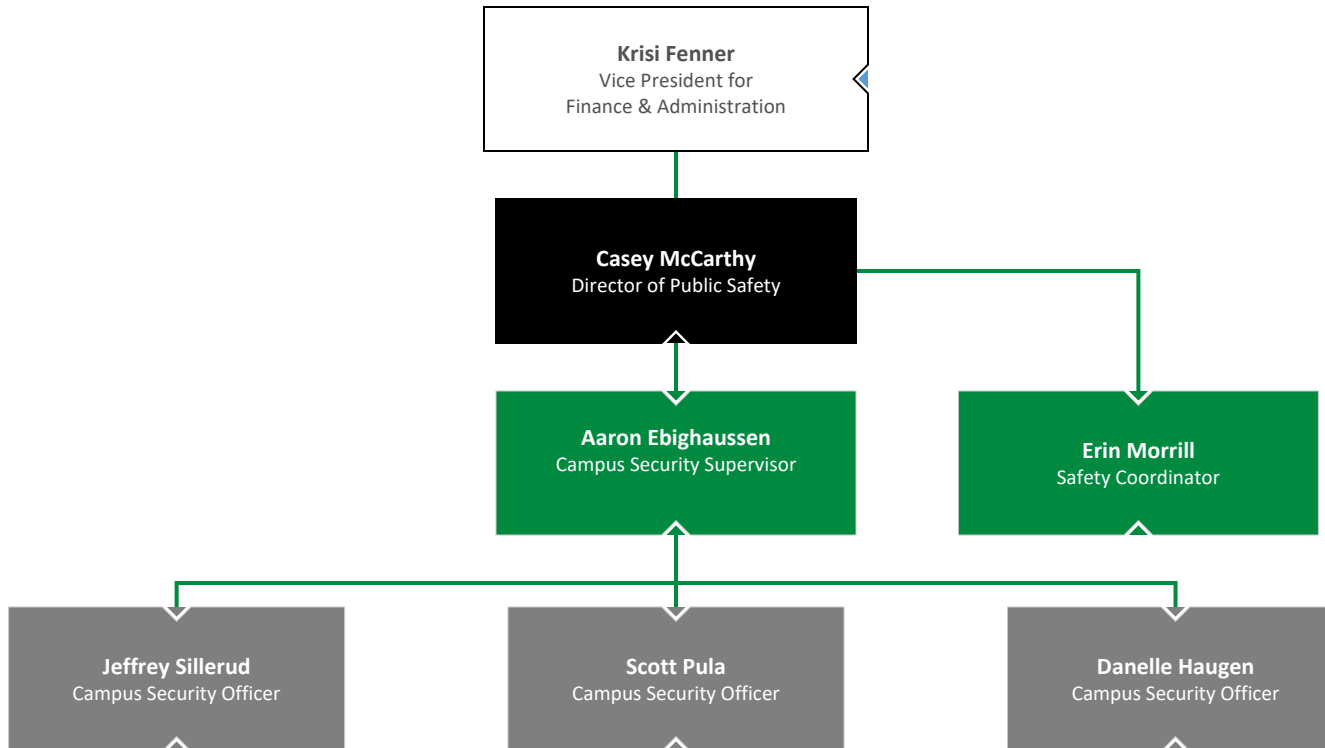 Krisi Fenner
Vice President for
Finance & Administration
Casey McCarthy
Director of Public Safety
Aaron Ebighaussen
Campus Security Supervisor
Erin Morrill
Safety Coordinator
Jeffrey Sillerud
Campus Security Officer
Scott Pula
Campus Security Officer
Danelle Haugen
Campus Security Officer